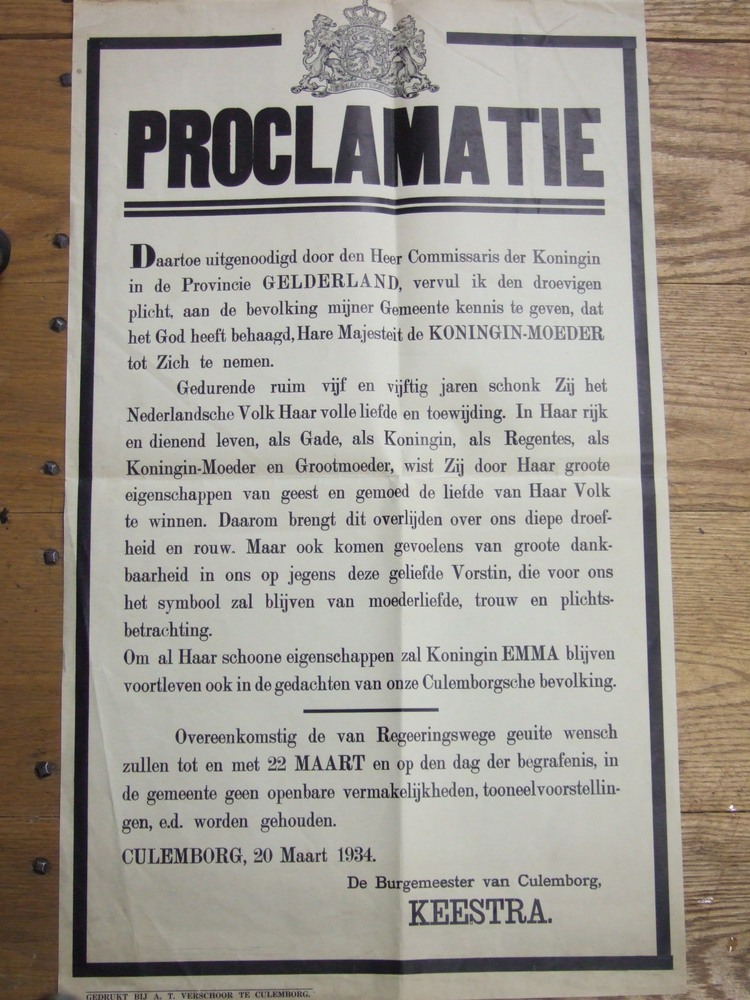 PROCLAMATIE
Daartoe uitgenoodigd door den Heer Commissaris der Koningin
in de Provincie GELDERLAND, vervul ik den droevigen
plicht, aan de bevolking mijner Gemeente kennis te geven, dat
het God heeft behaagd, Hare Majesteit de KONINGIN-MOEDER
tot Zich te nemen.
Gedurende ruim vijf en vijftig jaren schonk Zij het
Nederlandsche Volk Haar volle liefde en toewijding. In Haar rijk
en dienend leven, als Gade, als Koningin, als Regentes, als
Koningin-Moeder en Grootmoeder, wist Zij door Haar groote
eigenschappen van geest en gemoed de liefde van Haar Volk
te winnen. Daarom brengt dit overlijden over ons diepe droef-
heid en rouw. Maar ook komen gevoelens van groote dank-
baarheid in ons op jegens deze geliefde Vorstin, die voor ons
het symbool zal blijven van moederliefde, trouw en plichts-
betrachting.
Om al Haar schoone eigenschappen zal Koningin EMMA blijven
voortleven ook in de gedachten van onze Culemborgsche bevolking.
Overeenkomstig de van Regeeringswege geuite wensch
zullen tot en met 22 MAART en op den dag der begrafenis, in
de gemeente geen openbare vermakelijkheden, tooneelvoorstellin-
gen, e.d. worden gehouden.
CULEMBORG, 20 Maart 1934.
De Burgemeester van Culemborg,
KEESTRA.
GEDRUKT BIJ A. T. VERSCHOOR TE CULEMBORG.